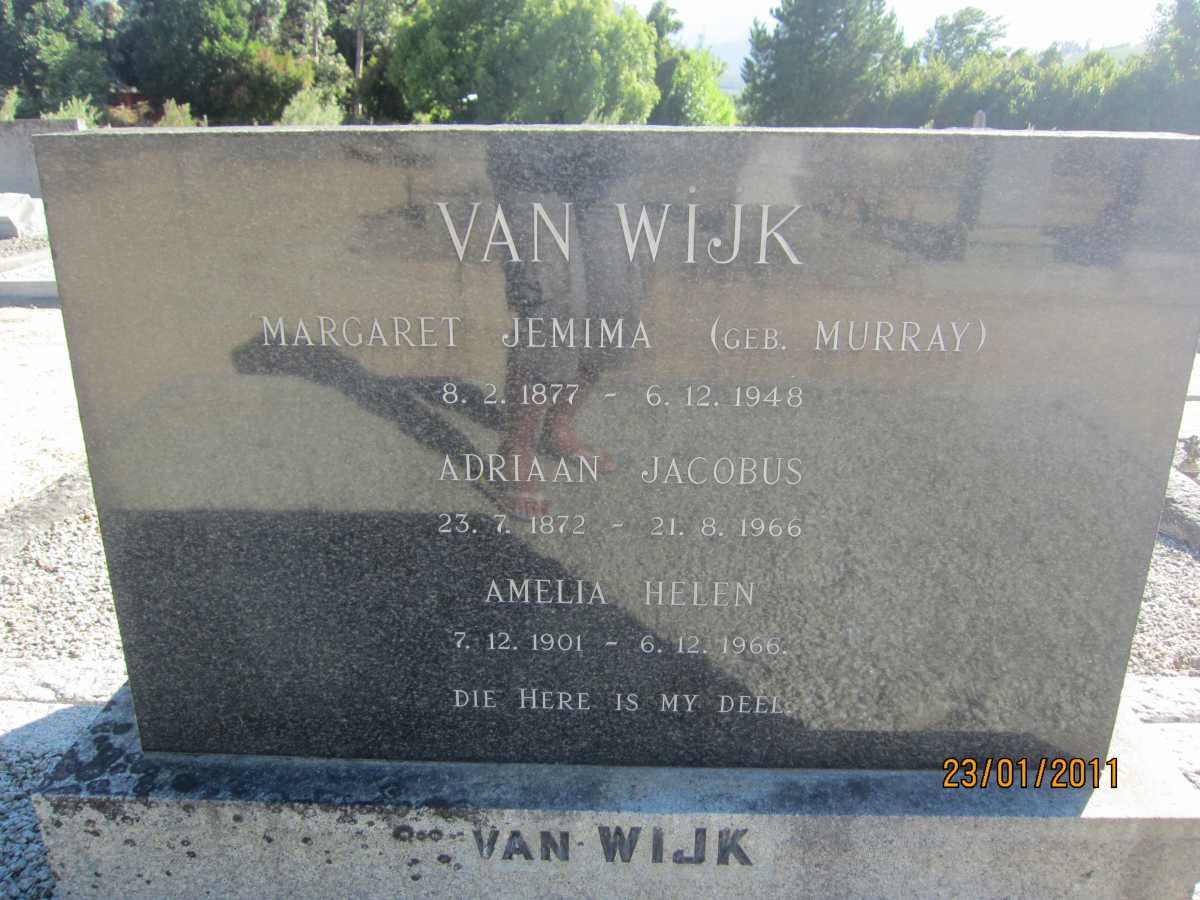 VAN WIJK
MARGARET JEMIMA (GEB. MURRAY)
8. 2. 1877 - 6. 12. 1948
ADRIAAN JACOBUS
23. 7. 1872 - 21. 8. 1966
AMELIA HELEN
7. 12. 1901 - 6. 12. 1966.
DIE HERE IS MY DEEL.
23/01/2011
VAN WIJK